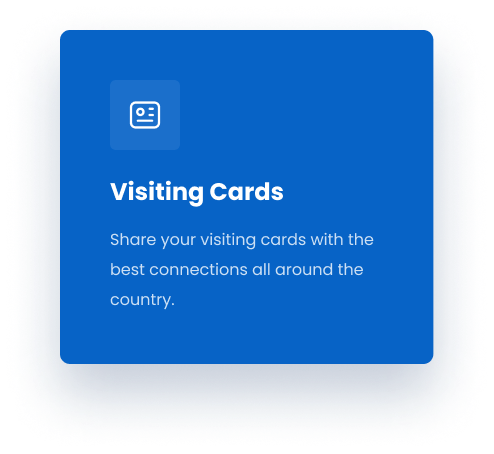 Visiting Cards
Share your visiting cards with the
best connections all around the
country.